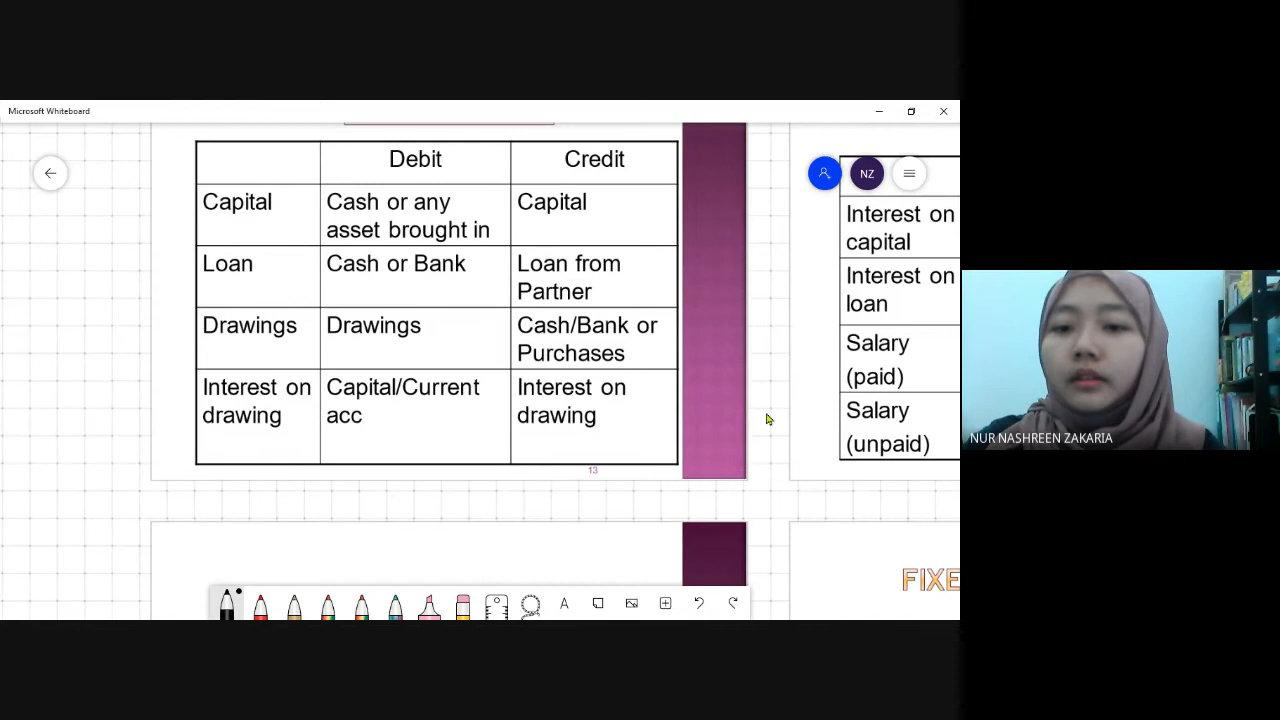 Microsoft Whiteboard
Debit Credit
Capital Cash or any Capital
asset brought in
Loan Cash or Bank Loan from
Partner
Drawings Drawings Cash/Bank or
Purchases
Interest on Capital/Current Interest on
drawing acc drawing
13
NZ
Interest on
capital
Interest on
loan
Salary
(paid)
Salary
(unpaid)
FIXE
A
NUR NASHREEN ZAKARIA